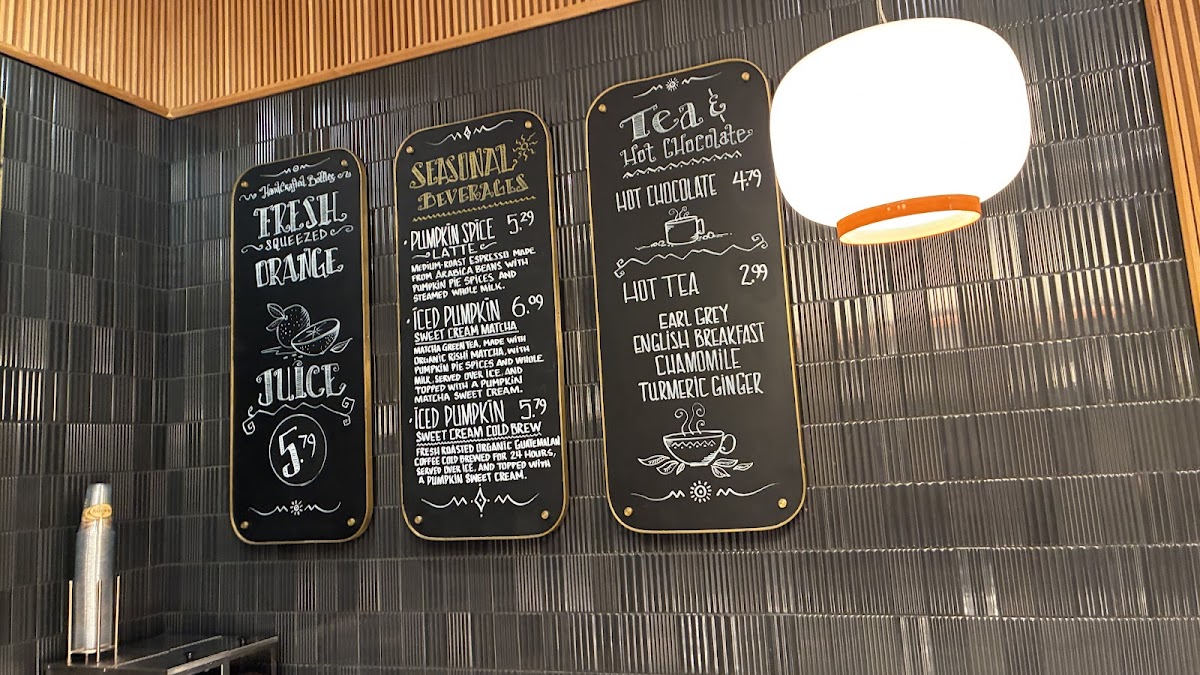 Handcrafted Bottles
FRESH
SQUEEZED
ORANGE
JUICE
5.79
SEASONAL
BEVERAGES
• PUMPKIN SPICE 5.29
LATTE
MEDIUM-ROAST ESPRESSO MADE
FROM ARABICA BEANS WITH
PUMPKIN PIE SPICES AND
STEAMED WHOLE MILK.
• ICED PUMPKIN 6.09
SWEET CREAM MATCHA
MATCHA GREEN TEA, MADE WITH
ORGANIC RISHI MATCHA, WITH
PUMPKIN PIE SPICES AND WHOLE
MILK, SERVED OVER ICE, AND
TOPPED WITH A PUMPKIN
MATCHA SWEET CREAM.
• ICED PUMPKIN 5.79
SWEET CREAM COLD BREW
FRESH ROASTED ORGANIC GUATEMALAN
COFFEE COLD BREWED FOR 24 HOURS,
SERVED OVER ICE, AND TOPPED WITH
A PUMPKIN SWEET CREAM.
Tea &
Hot Chocolate
HOT CHOCOLATE 4.79
HOT TEA 2.99
EARL GREY
ENGLISH BREAKFAST
CHAMOMILE
TURMERIC GINGER